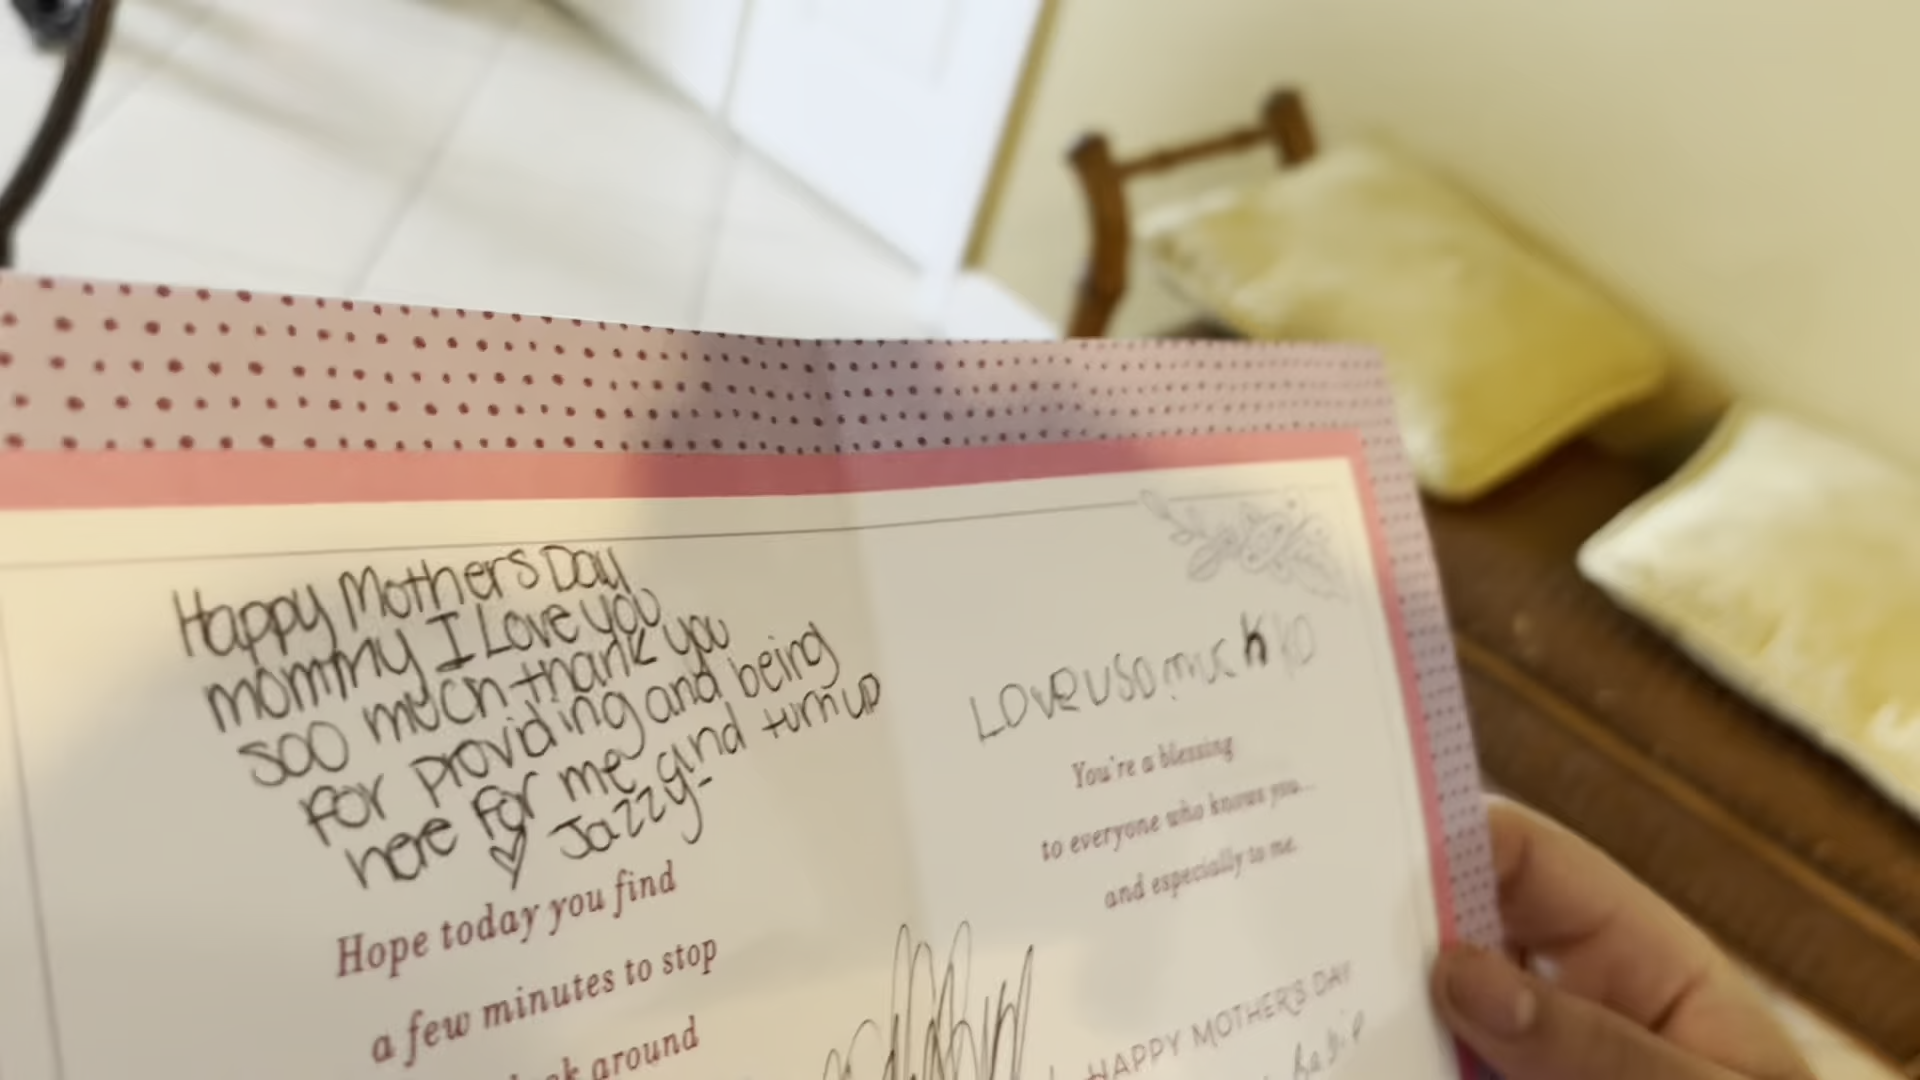 Happy Mothers Day
mommy I Love you
soo much thank you
for providing and being
here for me and turn up
♡ Jazzy-
Hope today you find
a few minutes to stop
around
Love u so much XO
You're a blessing
to everyone who knows you...
and especially to me.
HAPPY MOTHER'S DAY